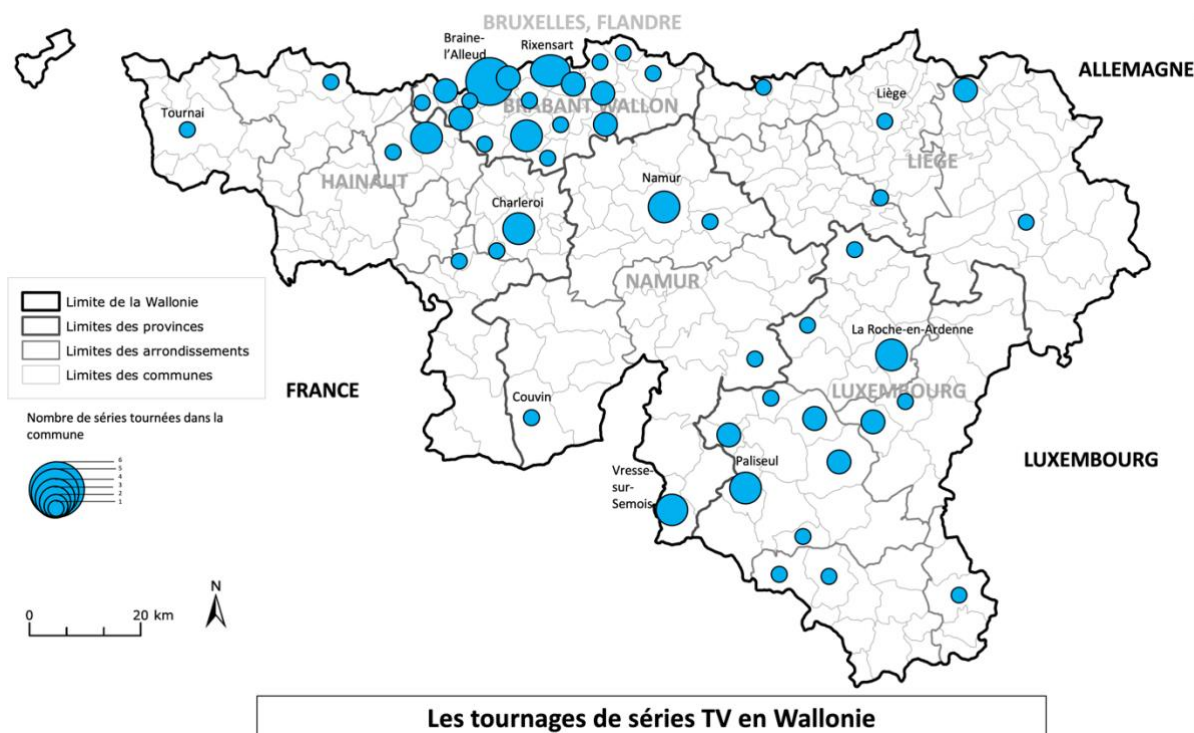 BRUXELLES, FLANDRE
Braine-
l'Alleud
Rixensart
ALLEMAGNE
Tournai
BRABANT WALLON
Liège
LIÈGE
HAINAUT
Namur
Charleroi
NAMUR
Limite de la Wallonie
Limites des provinces
Limites des arrondissements
Limites des communes
La Roche-en-Ardenne
FRANCE
LUXEMBOURG
Couvin
Nombre de séries tournées dans la
commune
6
5
4
3
2
1
Vresse-
sur-
Semois
Paliseul
LUXEMBOURG
N
0 20 km
Les tournages de séries TV en Wallonie